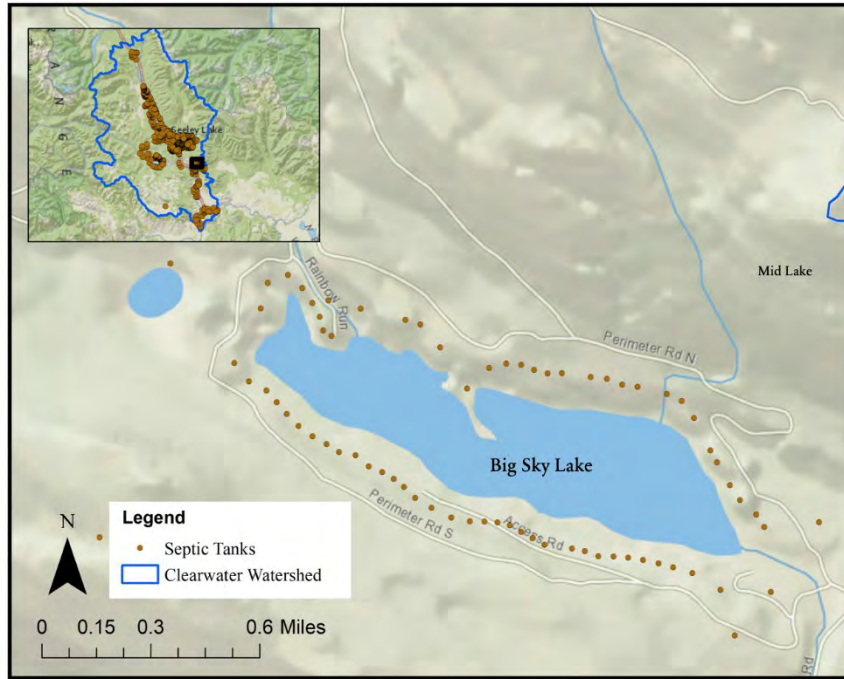 R A N G E
Seeley Lake
Rainbow Run
Mid Lake
Perimeter Rd N
Big Sky Lake
Access Rd
Perimeter Rd S
Rd
N
Legend
Septic Tanks
Clearwater Watershed
0 0.15 0.3 0.6 Miles